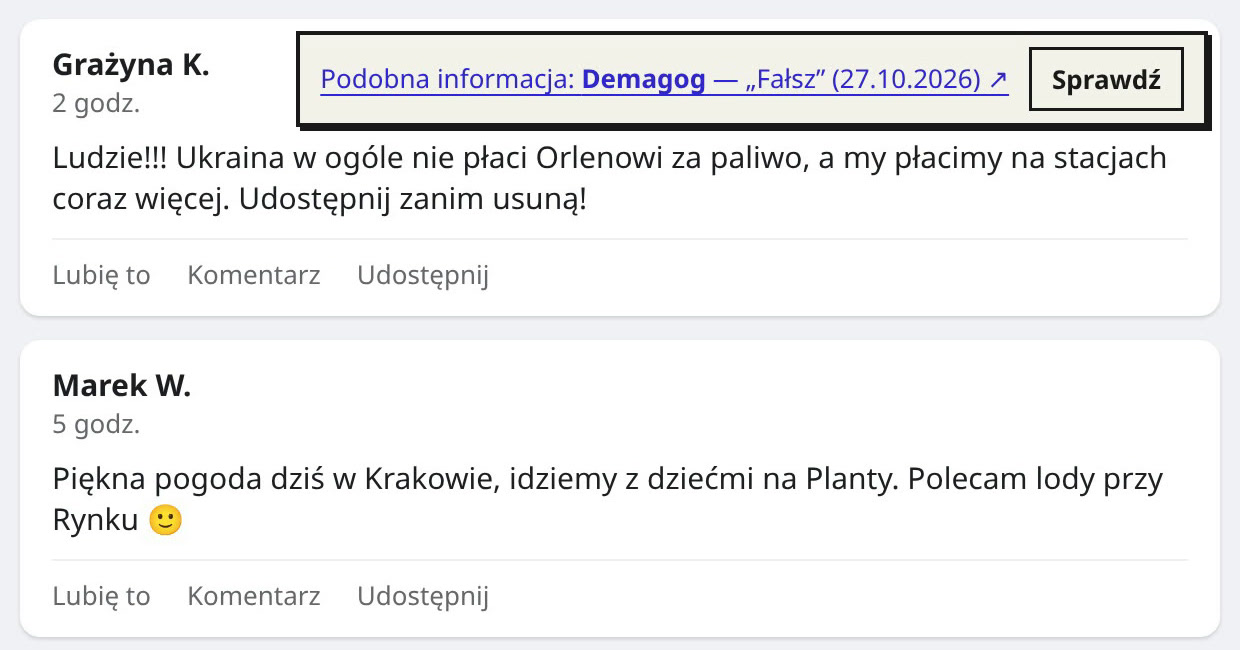 Grażyna K.
2 godz.
Podobna informacja: Demagog — „Fałsz” (27.10.2026) ↗
Sprawdź
Ludzie!!! Ukraina w ogóle nie płaci Orlenowi za paliwo, a my płacimy na stacjach
coraz więcej. Udostępnij zanim usuną!
Lubię to Komentarz Udostępnij
Marek W.
5 godz.
Piękna pogoda dziś w Krakowie, idziemy z dziećmi na Planty. Polecam lody przy
Rynku 🙂
Lubię to Komentarz Udostępnij